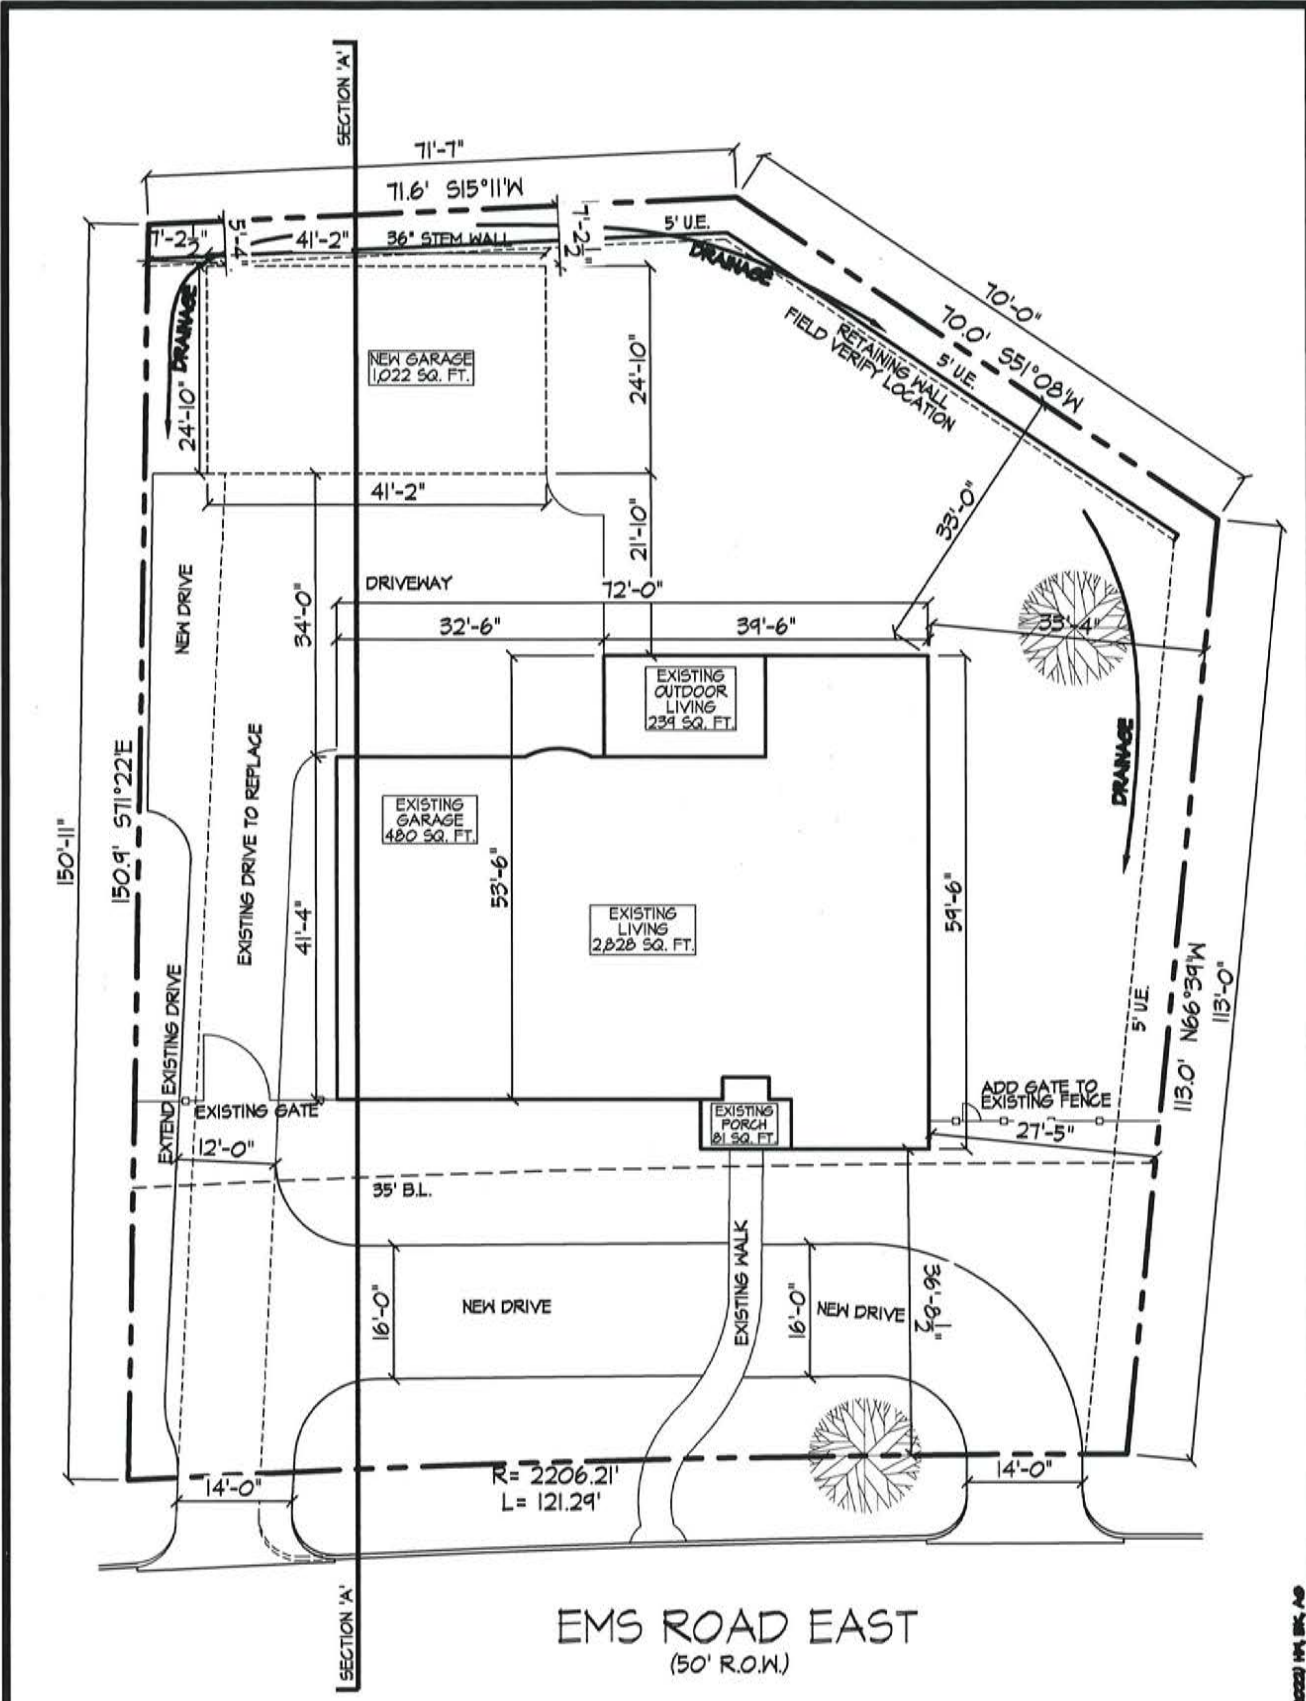 SECTION 'A'
71'-7"
71.6' S15°11'W
5' U.E.
7'-2½"
5'-4"
41'-2"
36" STEM WALL
7'-2½"
DRAINAGE
70'-0"
70.0' S51°08'W
5' U.E.
RETAINING WALL
FIELD VERIFY LOCATION
DRAINAGE
24'-10"
NEW GARAGE
1,022 SQ. FT.
24'-10"
41'-2"
21'-10"
33'-0"
NEW DRIVE
34'-0"
DRIVEWAY
72'-0"
32'-6"
39'-6"
35'-4"
EXISTING
OUTDOOR
LIVING
239 SQ. FT.
DRAINAGE
150'-11"
150.9' S71°22'E
EXISTING DRIVE TO REPLACE
EXISTING
GARAGE
480 SQ. FT.
53'-6"
41'-4"
59'-6"
EXISTING
LIVING
2,828 SQ. FT.
EXTEND EXISTING DRIVE
5' U.E.
113.0' N66°39'W
113'-0"
EXISTING GATE
12'-0"
EXISTING
PORCH
81 SQ. FT.
ADD GATE TO
EXISTING FENCE
27'-5"
35' B.L.
16'-0"
NEW DRIVE
EXISTING WALK
16'-0"
NEW DRIVE
36'-8½"
14'-0"
R= 2206.21'
L= 121.29'
14'-0"
SECTION 'A'
EMS ROAD EAST
(50' R.O.W.)